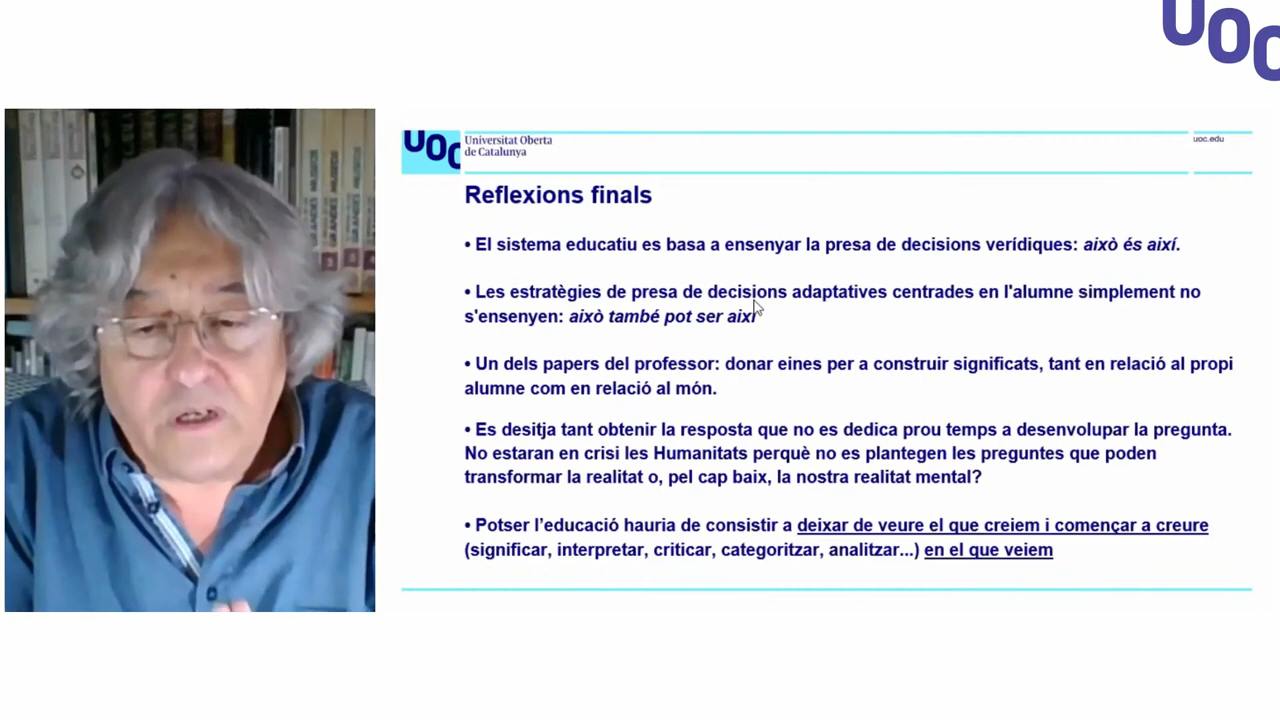 UOC
UOC
Universitat Oberta
de Catalunya
uoc.edu
Reflexions finals
• El sistema educatiu es basa a ensenyar la presa de decisions verídiques: això és així.
• Les estratègies de presa de decisions adaptatives centrades en l'alumne simplement no
s'ensenyen: això també pot ser així
• Un dels papers del professor: donar eines per a construir significats, tant en relació al propi
alumne com en relació al món.
• Es desitja tant obtenir la resposta que no es dedica prou temps a desenvolupar la pregunta.
No estaran en crisi les Humanitats perquè no es plantegen les preguntes que poden
transformar la realitat o, pel cap baix, la nostra realitat mental?
• Potser l’educació hauria de consistir a deixar de veure el que creiem i començar a creure
(significar, interpretar, criticar, categoritzar, analitzar...) en el que veiem
GRANDES MUSEOS